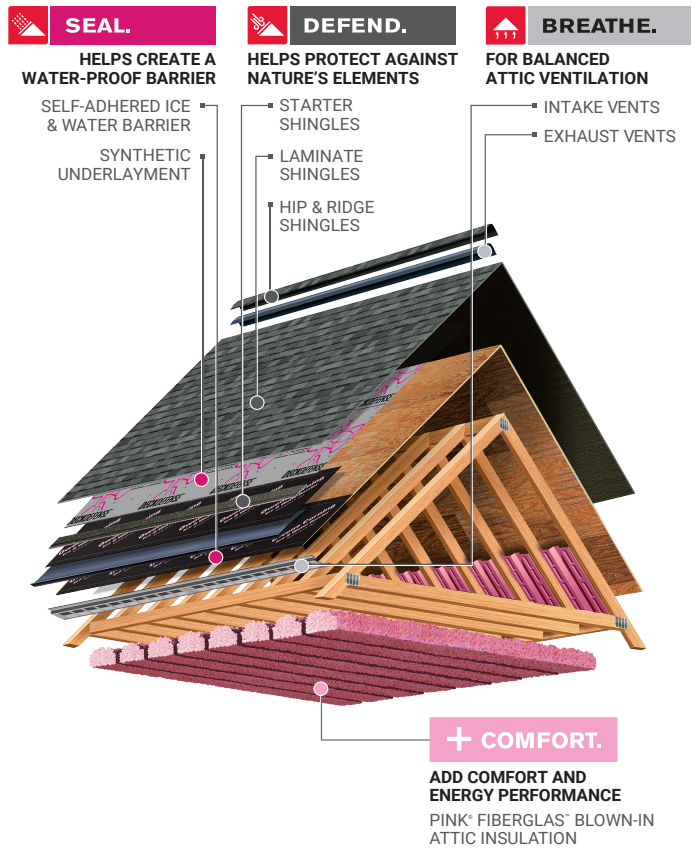 SEAL.
HELPS CREATE A
WATER-PROOF BARRIER
SELF-ADHERED ICE
& WATER BARRIER
SYNTHETIC
UNDERLAYMENT
DEFEND.
HELPS PROTECT AGAINST
NATURE’S ELEMENTS
STARTER
SHINGLES
LAMINATE
SHINGLES
HIP & RIDGE
SHINGLES
BREATHE.
FOR BALANCED
ATTIC VENTILATION
INTAKE VENTS
EXHAUST VENTS
+ COMFORT.
ADD COMFORT AND
ENERGY PERFORMANCE
PINK® FIBERGLAS™ BLOWN-IN
ATTIC INSULATION